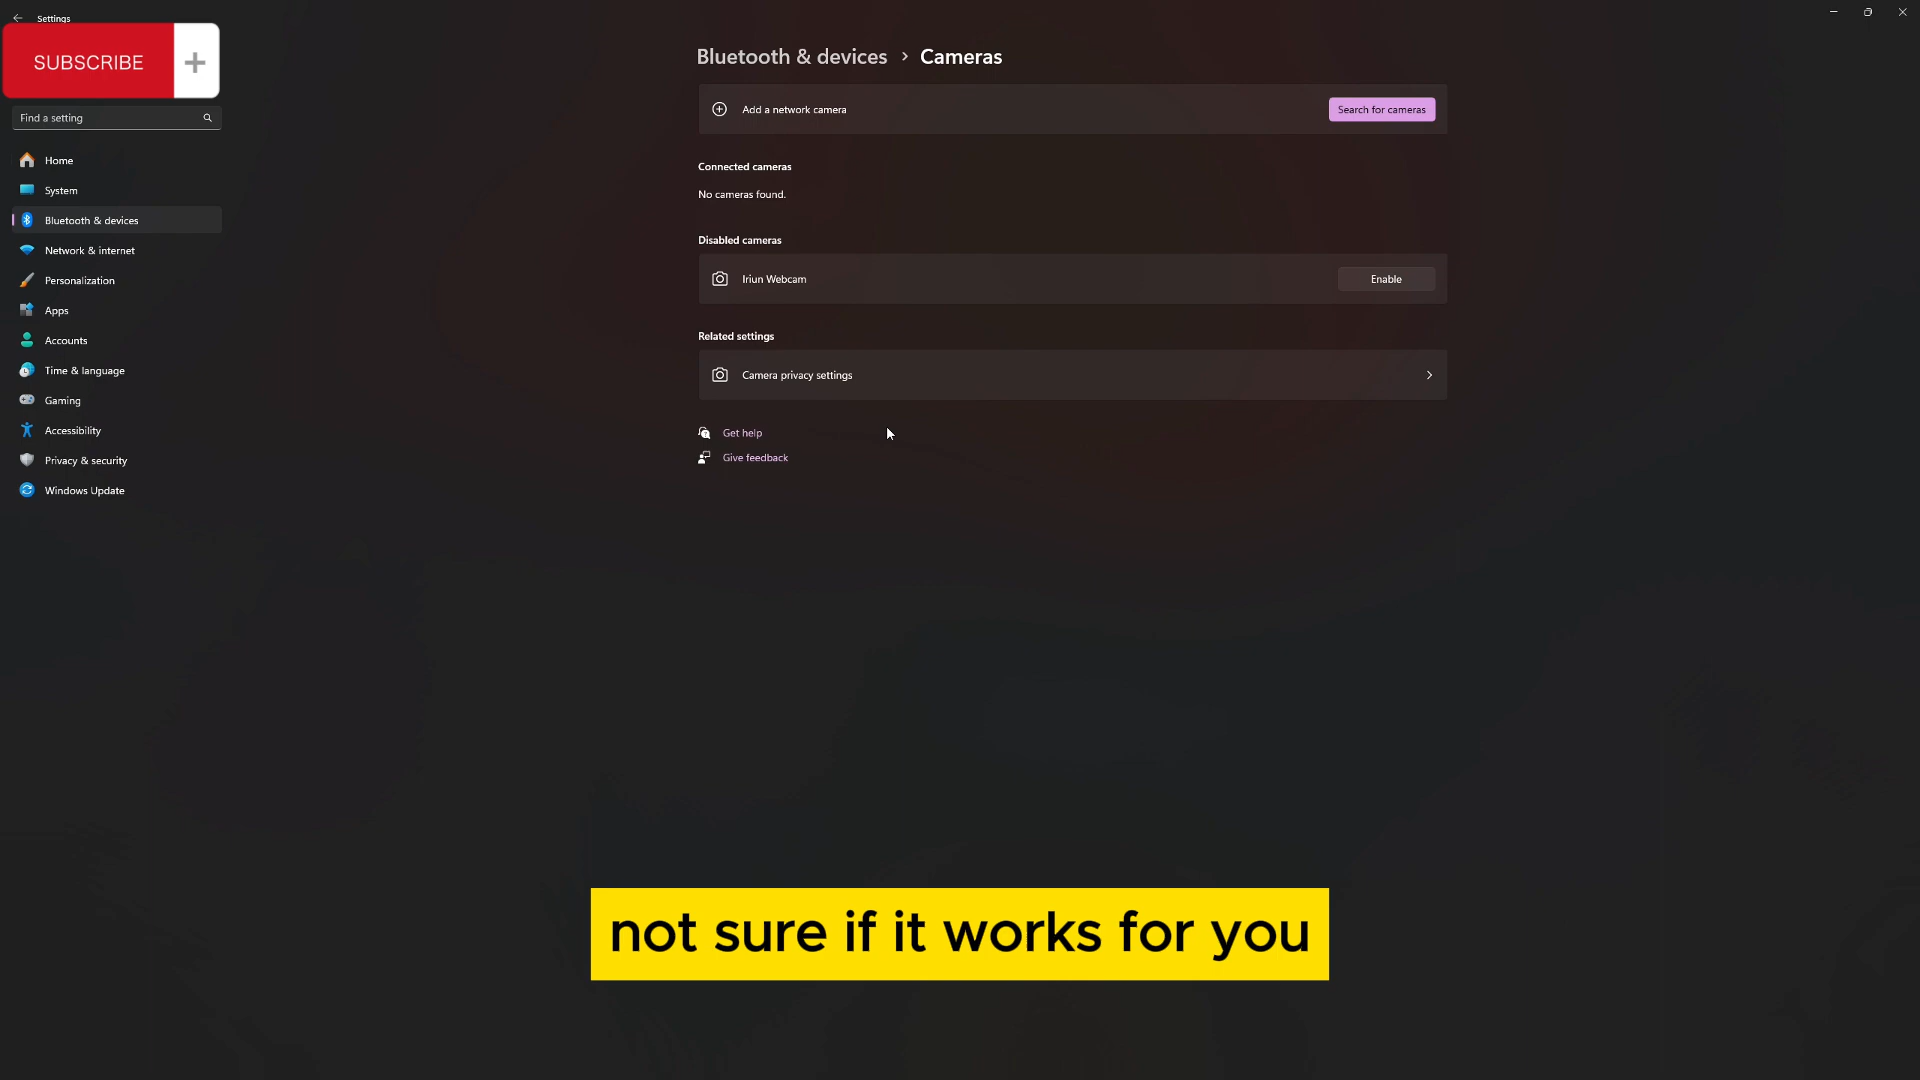 Settings
SUBSCRIBE
Bluetooth & devices > Cameras
Find a setting
Home
System
Bluetooth & devices
Network & internet
Personalization
Apps
Accounts
Time & language
Gaming
Accessibility
Privacy & security
Windows Update
Add a network camera
Search for cameras
Connected cameras
No cameras found.
Disabled cameras
Iriun Webcam
Enable
Related settings
Camera privacy settings
Get help
Give feedback
not sure if it works for you